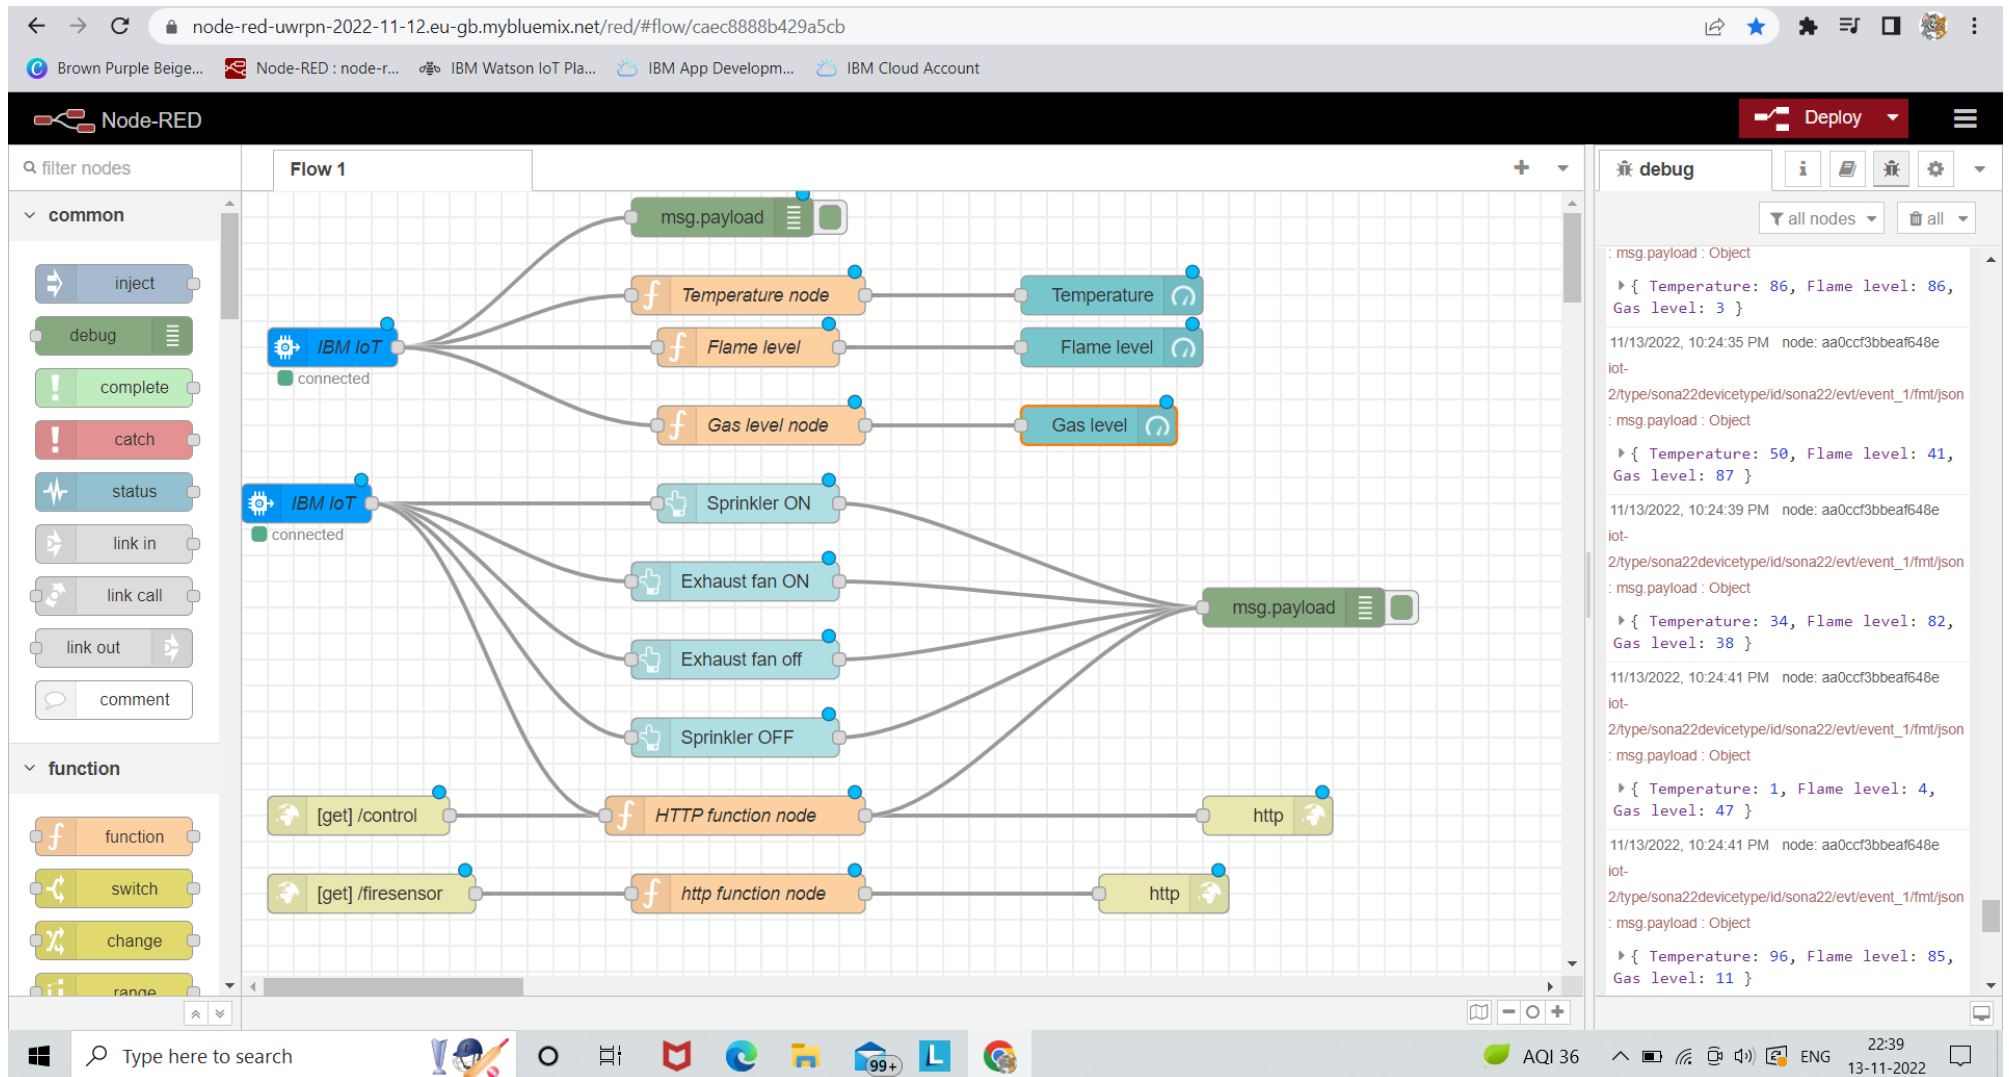 node-red-uwrpn-2022-11-12.eu-gb.mybluemix.net/red/#flow/caec8888b429a5cb
Brown Purple Beige... Node-RED : node-r... IBM Watson IoT Pla... IBM App Developm... IBM Cloud Account
Node-RED
Deploy
filter nodes
common
inject
debug
complete
catch
status
link in
link call
link out
comment
function
function
switch
change
range
Flow 1
msg.payload
Temperature node
Temperature
IBM IoT
connected
Flame level
Flame level
Gas level node
Gas level
IBM IoT
connected
Sprinkler ON
Exhaust fan ON
msg.payload
Exhaust fan off
Sprinkler OFF
[get] /control
HTTP function node
http
[get] /firesensor
http function node
http
debug
i
all nodes
all
: msg.payload : Object
{ Temperature: 86, Flame level: 86,
Gas level: 3 }
11/13/2022, 10:24:35 PM node: aa0ccf3bbeaf648e
iot-
2/type/sona22devicetype/id/sona22/evt/event_1/fmt/json
: msg.payload : Object
{ Temperature: 50, Flame level: 41,
Gas level: 87 }
11/13/2022, 10:24:39 PM node: aa0ccf3bbeaf648e
iot-
2/type/sona22devicetype/id/sona22/evt/event_1/fmt/json
: msg.payload : Object
{ Temperature: 34, Flame level: 82,
Gas level: 38 }
11/13/2022, 10:24:41 PM node: aa0ccf3bbeaf648e
iot-
2/type/sona22devicetype/id/sona22/evt/event_1/fmt/json
: msg.payload : Object
{ Temperature: 1, Flame level: 4,
Gas level: 47 }
11/13/2022, 10:24:41 PM node: aa0ccf3bbeaf648e
iot-
2/type/sona22devicetype/id/sona22/evt/event_1/fmt/json
: msg.payload : Object
{ Temperature: 96, Flame level: 85,
Gas level: 11 }
Type here to search
99+
L
AQI 36
ENG
22:39
13-11-2022